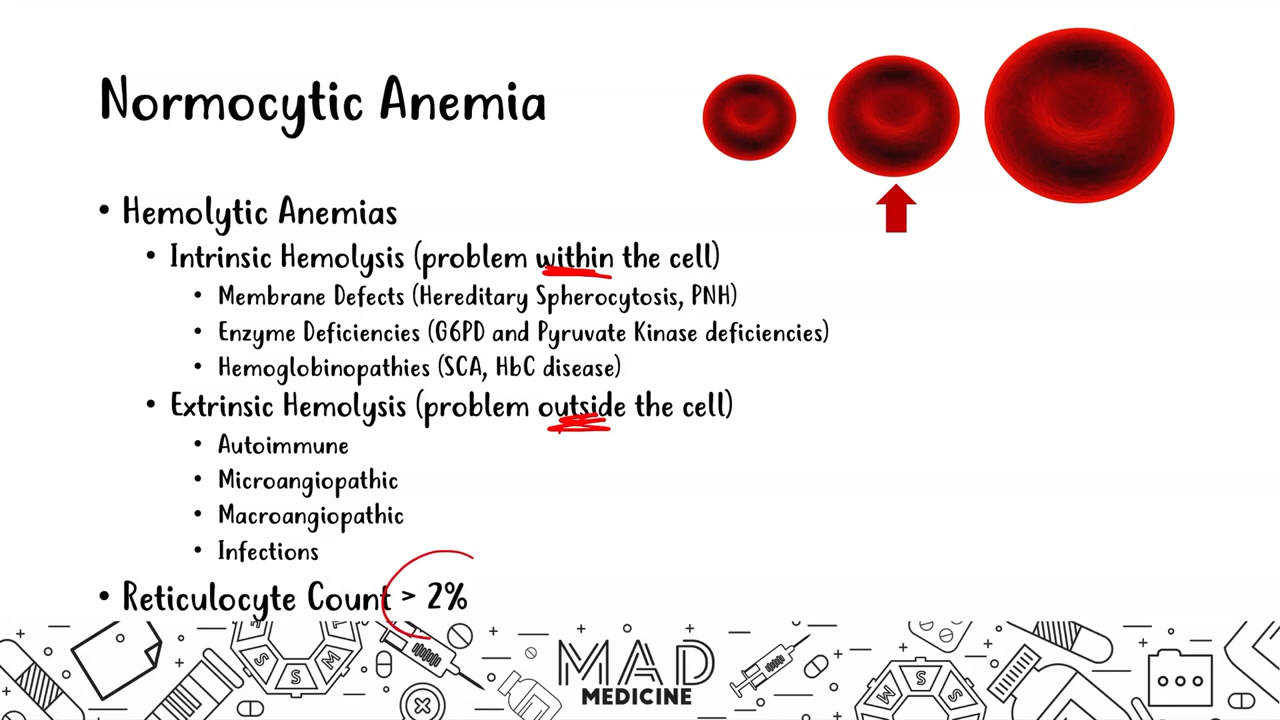 Normocytic Anemia
• Hemolytic Anemias
• Intrinsic Hemolysis (problem within the cell)
• Membrane Defects (Hereditary Spherocytosis, PNH)
• Enzyme Deficiencies (G6PD and Pyruvate Kinase deficiencies)
• Hemoglobinopathies (SCA, HbC disease)
• Extrinsic Hemolysis (problem outside the cell)
• Autoimmune
• Microangiopathic
• Macroangiopathic
• Infections
• Reticulocyte Count > 2%
S S M
MAD
MEDICINE
M S S